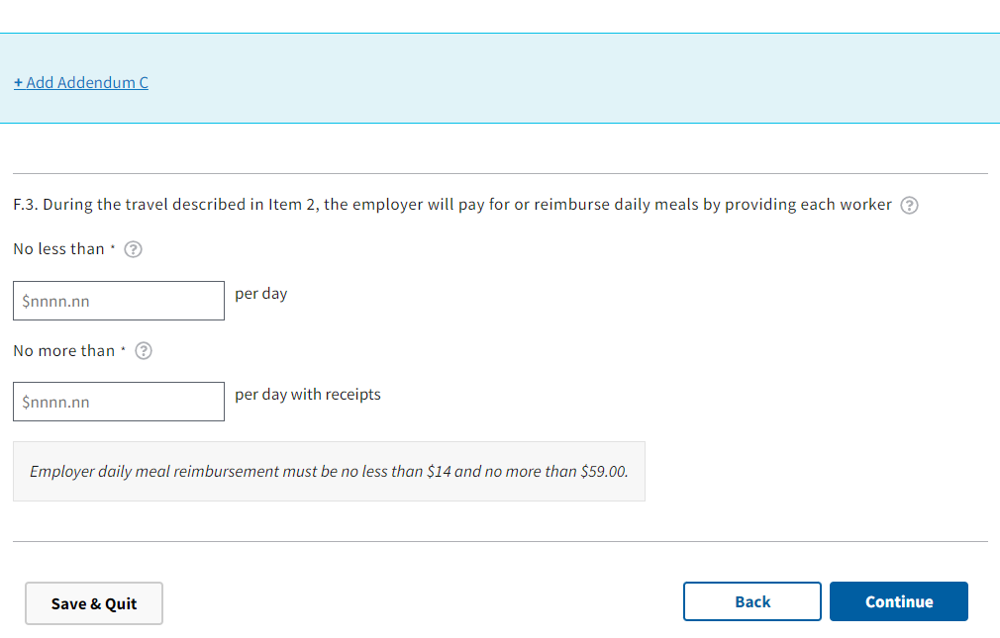 + Add Addendum C
F.3. During the travel described in Item 2, the employer will pay for or reimburse daily meals by providing each worker ?
No less than * ?
$nnnn.nn per day
No more than * ?
$nnnn.nn per day with receipts
Employer daily meal reimbursement must be no less than $14 and no more than $59.00.
Save & Quit Back Continue